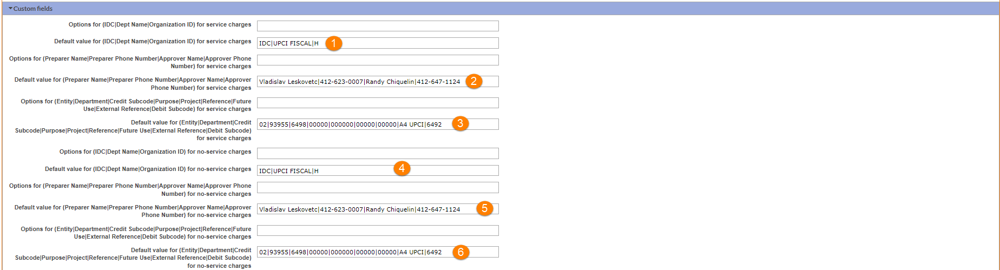 Custom fields
Options for (IDC|Dept Name|Organization ID) for service charges
Default value for (IDC|Dept Name|Organization ID) for service charges
IDC|UPCI FISCAL|H
1
Options for (Preparer Name|Preparer Phone Number|Approver Name|Approver Phone
Number) for service charges
Default value for (Preparer Name|Preparer Phone Number|Approver Name|Approver
Phone Number) for service charges
Vladislav Leskovetc|412-623-0007|Randy Chiquelin|412-647-1124
2
Options for (Entity|Department|Credit Subcode|Purpose|Project|Reference|Future
Use|External Reference|Debit Subcode) for service charges
Default value for (Entity|Department|Credit
Subcode|Purpose|Project|Reference|Future Use|External Reference|Debit Subcode)
for service charges
02|93955|6498|00000|000000|00000|00000|A4 UPCI|6492
3
Options for (IDC|Dept Name|Organization ID) for no-service charges
Default value for (IDC|Dept Name|Organization ID) for no-service charges
IDC|UPCI FISCAL|H
4
Options for (Preparer Name|Preparer Phone Number|Approver Name|Approver Phone
Number) for no-service charges
Default value for (Preparer Name|Preparer Phone Number|Approver Name|Approver
Phone Number) for no-service charges
Vladislav Leskovetc|412-623-0007|Randy Chiquelin|412-647-1124
5
Options for (Entity|Department|Credit Subcode|Purpose|Project|Reference|Future
Use|External Reference|Debit Subcode) for no-service charges
Default value for (Entity|Department|Credit
Subcode|Purpose|Project|Reference|Future Use|External Reference|Debit Subcode)
for no-service charges
02|93955|6498|00000|000000|00000|00000|A4 UPCI|6492
6